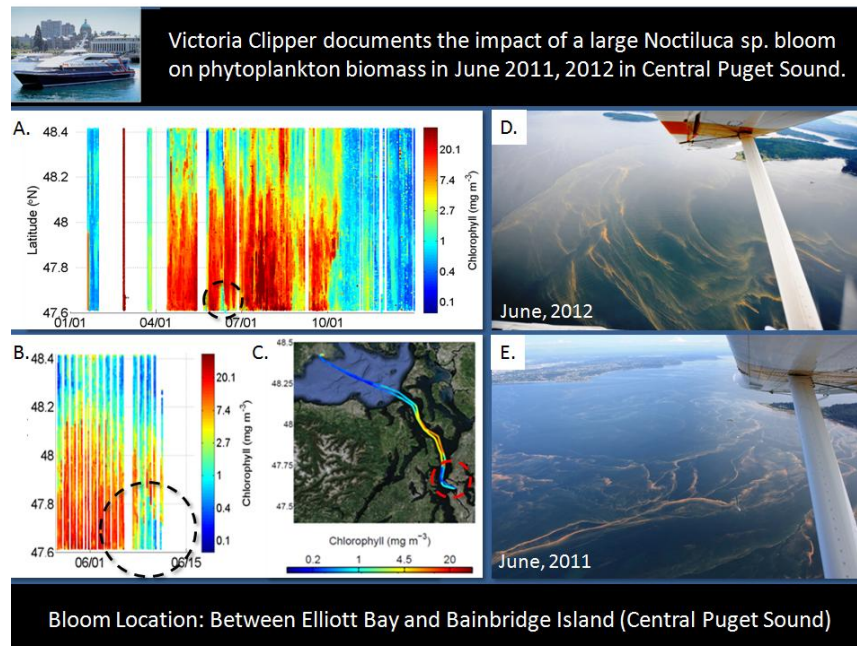 Victoria Clipper documents the impact of a large Noctiluca sp. bloom
on phytoplankton biomass in June 2011, 2012 in Central Puget Sound.
A.
48.4
48.2
48
47.8
47.6
Latitude (°N)
01/01
04/01
07/01
10/01
20.1
7.4
2.7
1
0.4
0.1
Chlorophyll (mg m⁻³)
D.
June, 2012
B.
48.4
48.2
48
47.8
47.6
06/01
06/15
20.1
7.4
2.7
1
0.4
0.1
Chlorophyll (mg m⁻³)
C.
48.5
48.25
48
47.75
47.5
Chlorophyll (mg m⁻³)
0.2
1
4.5
20
E.
June, 2011
Bloom Location: Between Elliott Bay and Bainbridge Island (Central Puget Sound)